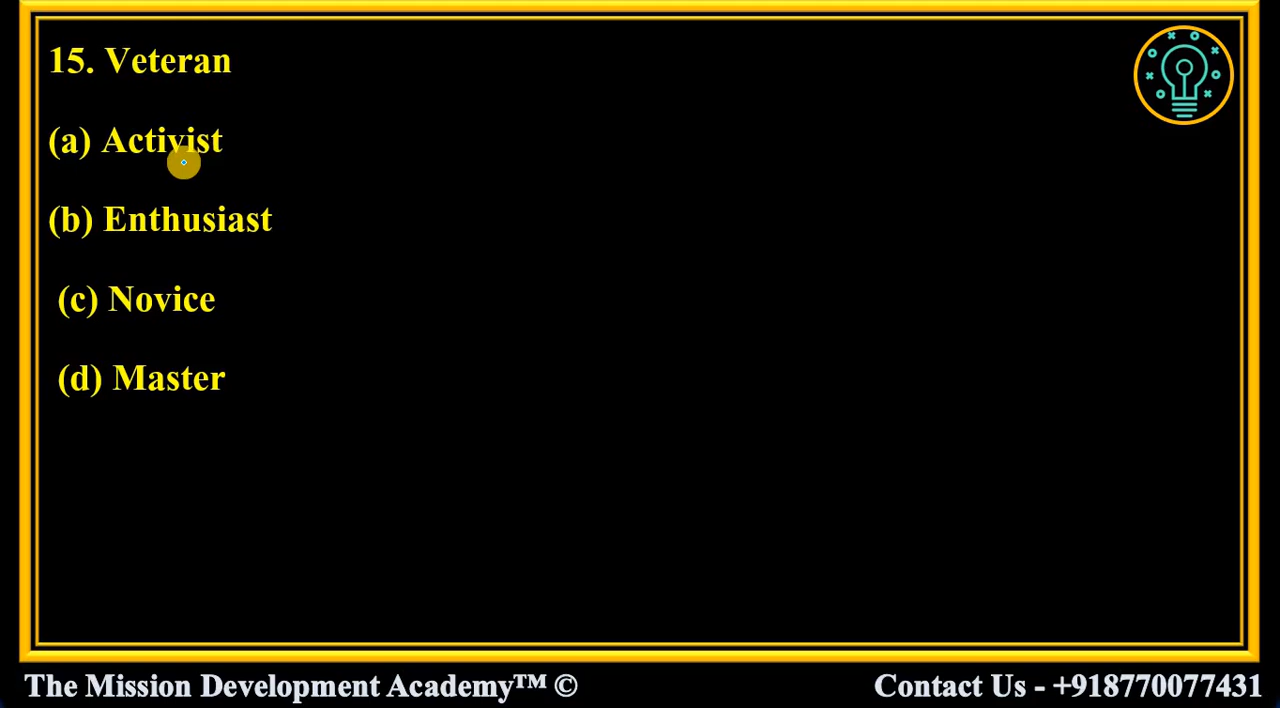 15. Veteran
(a) Activist
(b) Enthusiast
(c) Novice
(d) Master
The Mission Development Academy™ ©
Contact Us - +918770077431